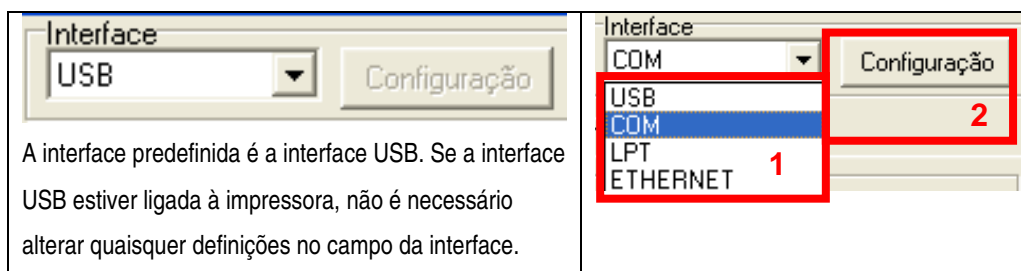 Interface
USB
Configuração
A interface predefinida é a interface USB. Se a interface
USB estiver ligada à impressora, não é necessário
alterar quaisquer definições no campo da interface.
Interface
COM
Configuração
USB
COM
LPT
ETHERNET
1
2